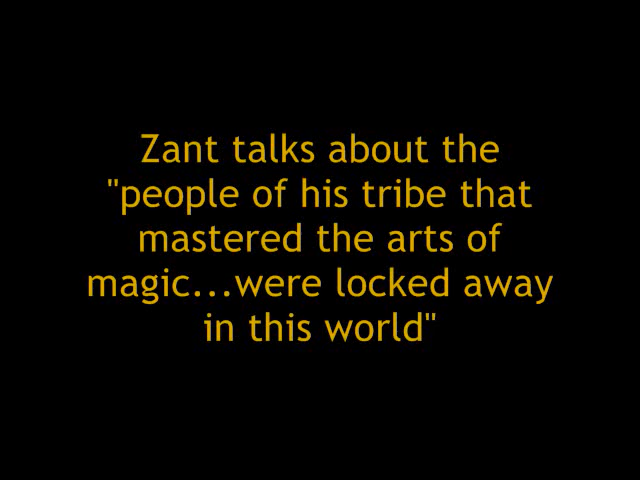 Zant talks about the
"people of his tribe that
mastered the arts of
magic...were locked away
in this world"